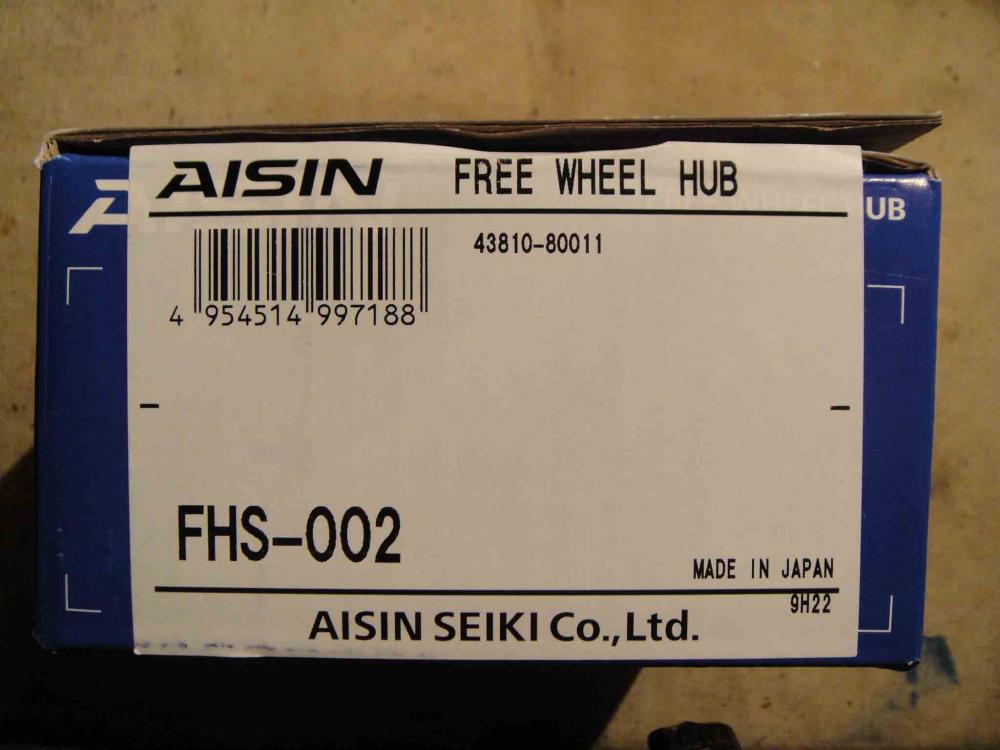 AISIN FREE WHEEL HUB
UB
43810-80011
4 954514 997188
FHS-002
MADE IN JAPAN
9H22
AISIN SEIKI Co.,Ltd.